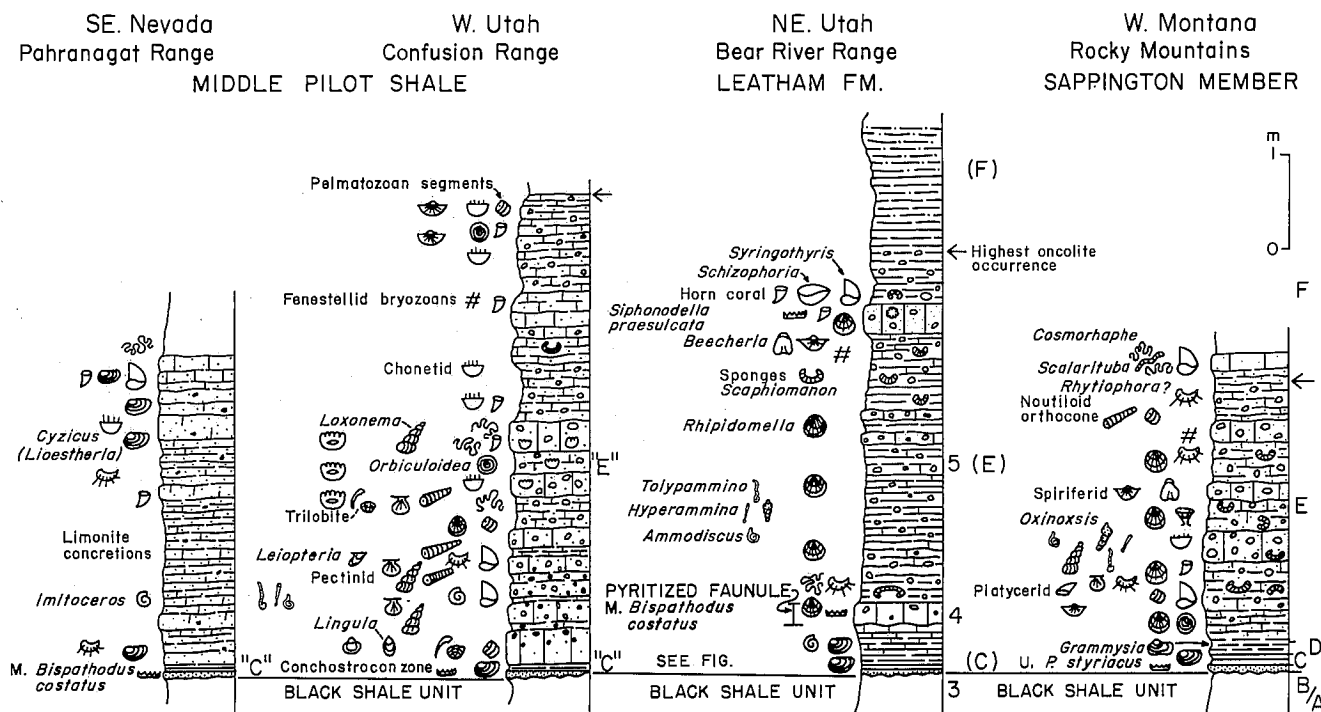 SE. Nevada
Pahranagat Range
W. Utah
Confusion Range
MIDDLE PILOT SHALE
NE. Utah
Bear River Range
LEATHAM FM.
W. Montana
Rocky Mountains
SAPPINGTON MEMBER
m
1
0
Cyzicus
(Lioestheria)
Limonite
concretions
Imitoceros
M. Bispathodus
costatus
"C"
Pelmatozoan segments
Fenestellid bryozoans #
Chonetid
Loxonema
Orbiculoidea
"E"
Trilobite
Leiopteria
Pectinid
Lingula
Conchostracan zone
"C"
BLACK SHALE UNIT
(F)
Highest oncolite
occurrence
Syringothyris
Schizophoria
Horn coral
Siphonodella
praesulcata
Beecheria
#
Sponges
Scaphiomanon
Rhipidomella
5 (E)
Tolypammino
Hyperammina
Ammodiscus
PYRITIZED FAUNULE
M. Bispathodus
costatus
4
SEE FIG.
(C)
BLACK SHALE UNIT
3
F
Cosmorhaphe
Scalarituba
Rhytiophora?
Noutiloid
orthocone
#
Spiriferid
E
Oxinoxsis
Platycerid
Grammysia
D
U. P. styriacus
C
BLACK SHALE UNIT
B/A